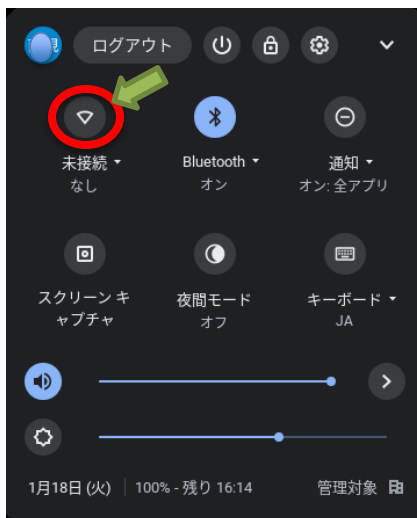 ログアウト
未接続
なし
Bluetooth
オン
通知
オン: 全アプリ
スクリーン キ
ャプチャ
夜間モード
オフ
キーボード
JA
1月18日 (火)
100% - 残り 16:14
管理対象